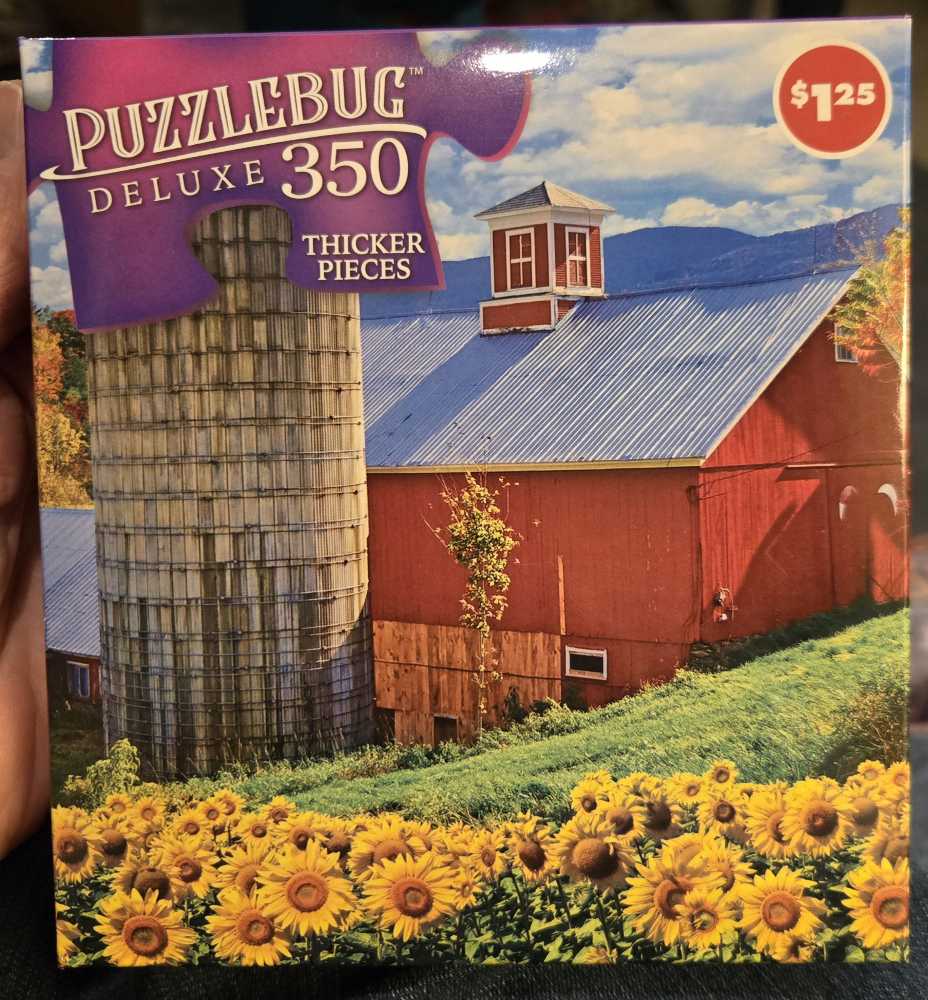 PUZZLEBUG™
DELUXE 350
THICKER
PIECES
$1.25